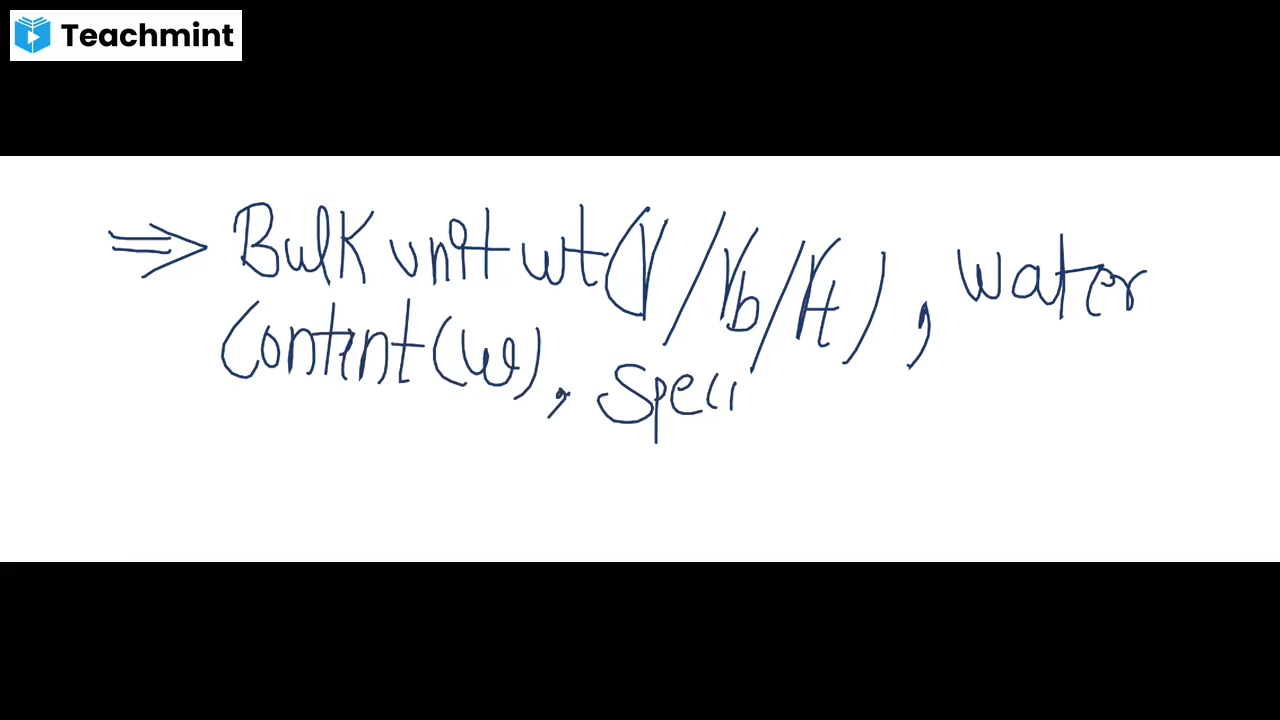 Teachmint
⇒ Bulk unit wt (γ/γb/γt), water
Content (w), Speci